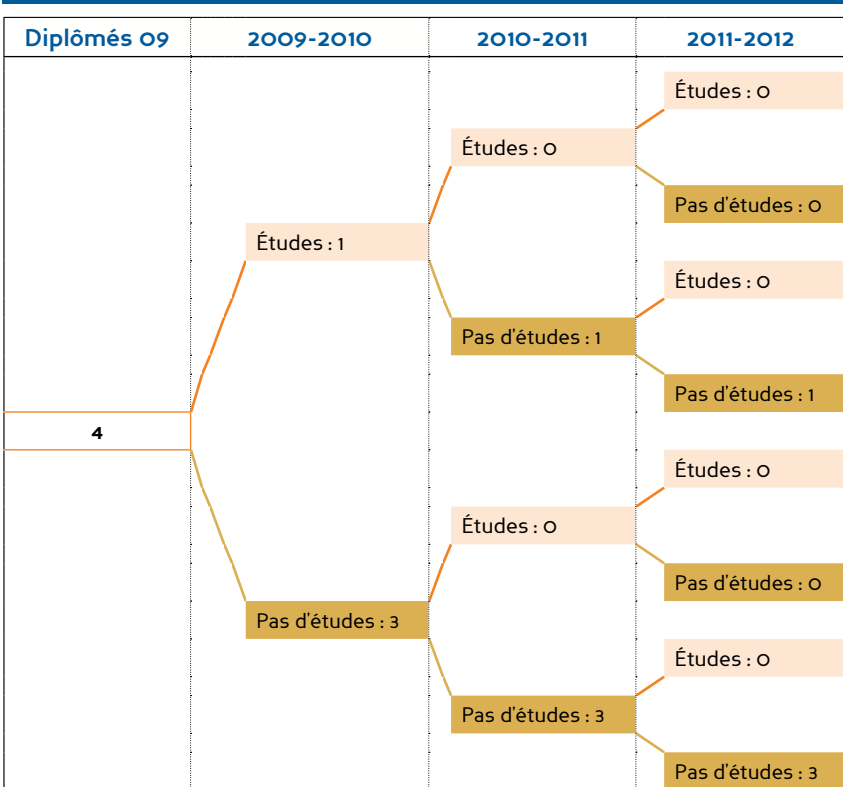 Diplômés 09 2009-2010 2010-2011 2011-2012
Études : 0
Études : 0
Pas d'études : 0
Études : 1
Études : 0
Pas d'études : 1
Pas d'études : 1
4
Études : 0
Études : 0
Pas d'études : 0
Pas d'études : 3
Études : 0
Pas d'études : 3
Pas d'études : 3